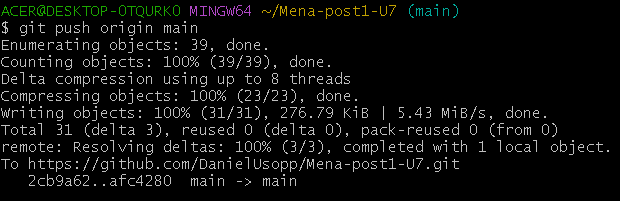 ACER@DESKTOP-OTQURKO MINGW64 ~/Mena-post1-U7 (main)
$ git push origin main
Enumerating objects: 39, done.
Counting objects: 100% (39/39), done.
Delta compression using up to 8 threads
Compressing objects: 100% (23/23), done.
Writing objects: 100% (31/31), 276.79 KiB | 5.43 MiB/s, done.
Total 31 (delta 3), reused 0 (delta 0), pack-reused 0 (from 0)
remote: Resolving deltas: 100% (3/3), completed with 1 local object.
To https://github.com/DanielUsopp/Mena-post1-U7.git
   2cb9a62..afc4280  main -> main